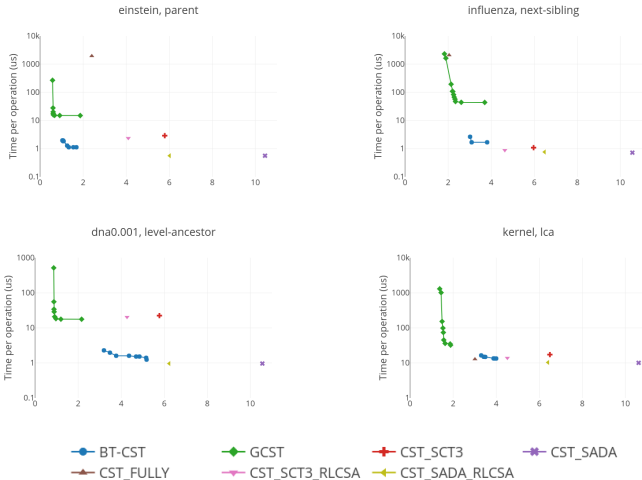 einstein, parent
influenza, next-sibling
Time per operation (us)
10k
1000
100
10
1
0.1
0 2 4 6 8 10
Time per operation (us)
10k
1000
100
10
1
0.1
0 2 4 6 8 10
dna0.001, level-ancestor
kernel, lca
Time per operation (us)
1000
100
10
1
0.1
0 2 4 6 8 10
Time per operation (us)
10k
1000
100
10
1
0 2 4 6 8 10
BT-CST GCST CST_SCT3 CST_SADA
CST_FULLY CST_SCT3_RLCSA CST_SADA_RLCSA